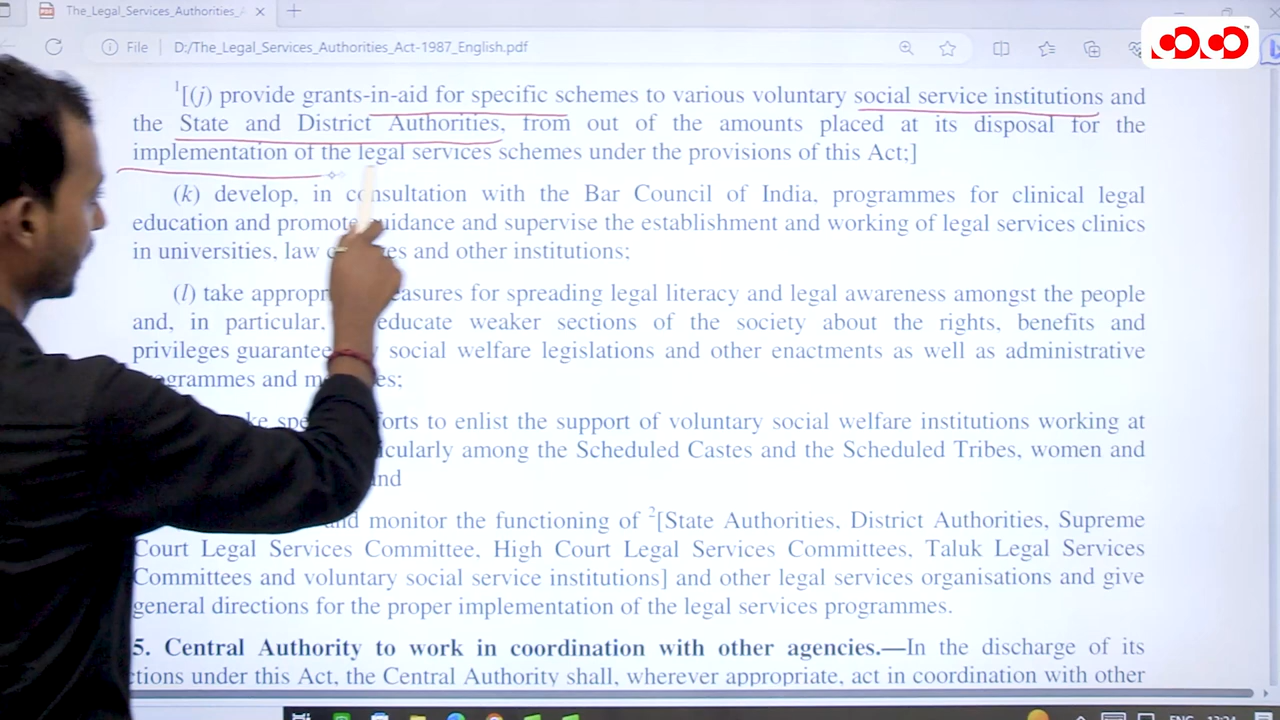 The_Legal_Services_Authorities_
File D:/The_Legal_Services_Authorities_Act-1987_English.pdf
1[(j) provide grants-in-aid for specific schemes to various voluntary social service institutions and
the State and District Authorities, from out of the amounts placed at its disposal for the
implementation of the legal services schemes under the provisions of this Act;]
(k) develop, in consultation with the Bar Council of India, programmes for clinical legal
education and promote uidance and supervise the establishment and working of legal services clinics
in universities, law es and other institutions;
(l) take appropr easures for spreading legal literacy and legal awareness amongst the people
and, in particular, educate weaker sections of the society about the rights, benefits and
privileges guarantee social welfare legislations and other enactments as well as administrative
ogrammes and m es;
ke spe orts to enlist the support of voluntary social welfare institutions working at
icularly among the Scheduled Castes and the Scheduled Tribes, women and
and
and monitor the functioning of 2[State Authorities, District Authorities, Supreme
Court Legal Services Committee, High Court Legal Services Committees, Taluk Legal Services
Committees and voluntary social service institutions] and other legal services organisations and give
general directions for the proper implementation of the legal services programmes.
5. Central Authority to work in coordination with other agencies.—In the discharge of its
tions under this Act, the Central Authority shall, wherever appropriate, act in coordination with other